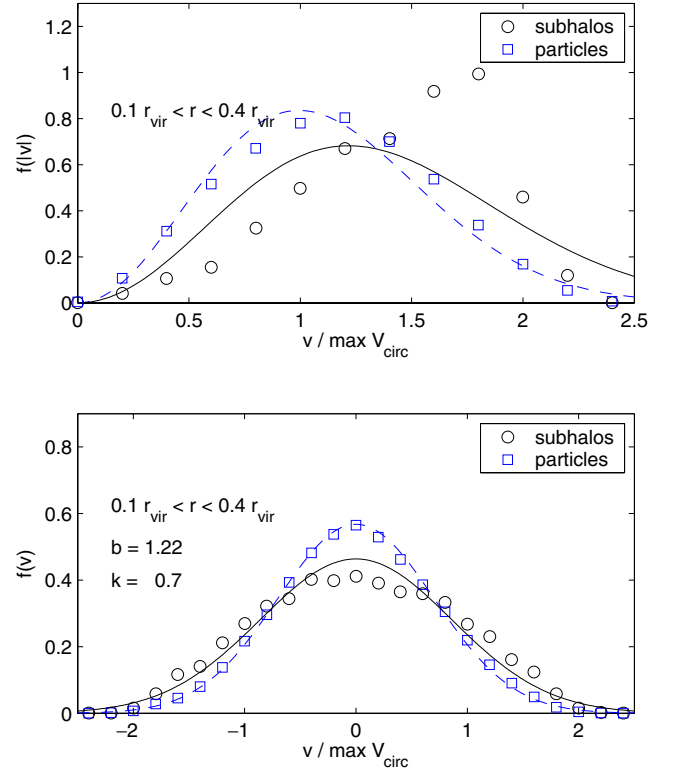 1.2
1
0.8
0.6
0.4
0.2
0
f(|v|)
subhalos
particles
0.1 r_vir < r < 0.4 r_vir
0 0.5 1 1.5 2 2.5
v / max V_circ
0.8
0.6
0.4
0.2
0
f(v)
subhalos
particles
0.1 r_vir < r < 0.4 r_vir
b = 1.22
k = 0.7
−2 −1 0 1 2
v / max V_circ